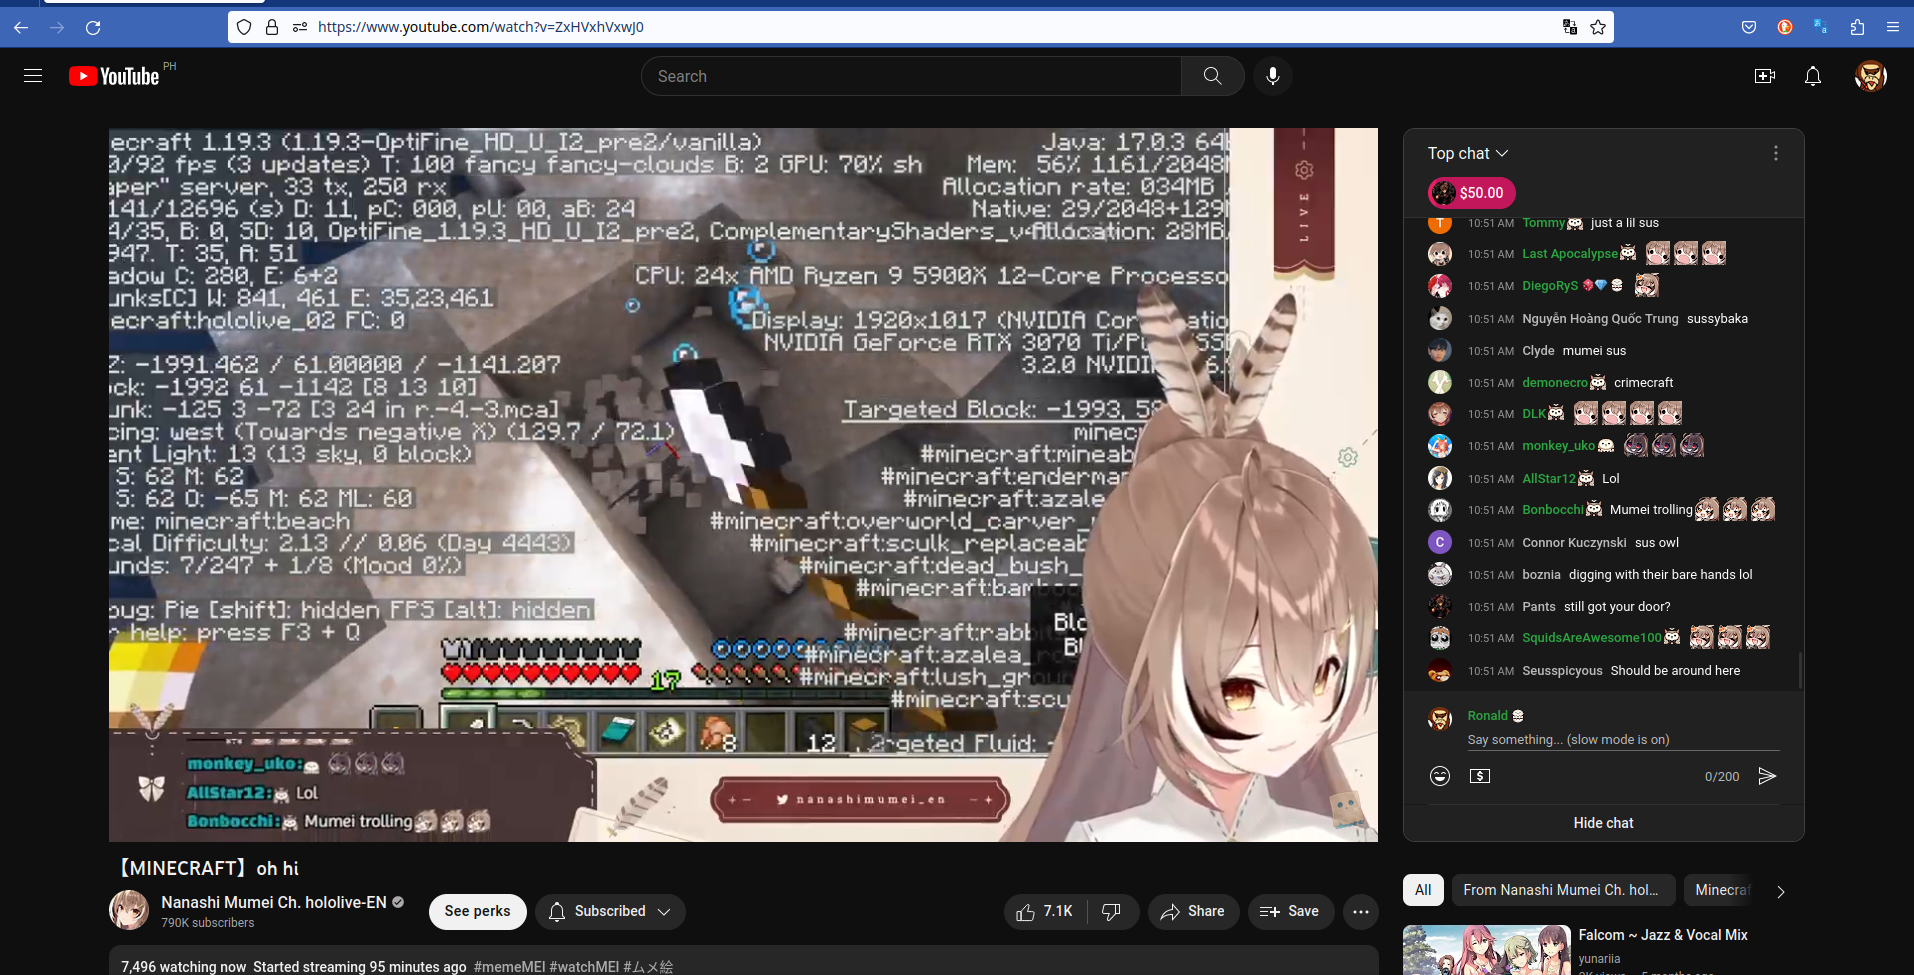 https://www.youtube.com/watch?v=ZxHVxhVxwJ0
YouTube PH
Search
ecraft 1.19.3 (1.19.3-OptiFine_HD_U_I2_pre2/vanilla)
0/92 fps (3 updates) T: 100 fancy fancy-clouds B: 2 GPU: 70% sh
aper" server, 33 tx, 250 rx
141/12696 (s) D: 11, pC: 000, pU: 00, aB: 24
4/35, B: 0, SD: 10, OptiFine_1.19.3_HD_U_I2_pre2, ComplementaryShaders_v4
947. T: 35, A: 51
adow C: 280, E: 6+2
unks[C] W: 841, 461 E: 35,23,461
ecraft:hololive_02 FC: 0
Z: -1991.462 / 61.00000 / -1141.207
ck: -1992 61 -1142 [8 13 10]
unk: -125 3 -72 [3 24 in r.-4.-3.mca]
cing: west (Towards negative X) (129.7 / 72.1)
ent Light: 13 (13 sky, 0 block)
S: 62 M: 62
S: 62 O: -65 M: 62 ML: 60
me: minecraft:beach
cal Difficulty: 2.13 // 0.06 (Day 4443)
unds: 7/247 + 1/8 (Mood 0%)
bug: Pie [shift]: hidden FPS [alt]: hidden
r help: press F3 + Q
Java: 17.0.3 64
Mem: 56% 1161/2048
Allocation rate: 034MB
Native: 29/2048+129
Allocation: 28MB
CPU: 24x AMD Ryzen 9 5900X 12-Core Processo
Display: 1920x1017 (NVIDIA Cor
NVIDIA GeForce RTX 3070 Ti/P
3.2.0 NVIDI
Targeted Block: -1993, 5
minec
#minecraft:mineab
#minecraft:enderma
#minecraft:azale
#minecraft:overworld_carver_
#minecraft:sculk_replaceab
#minecraft:dead_bush_
#minecraft:bamboo
#minecraft:rabb
#minecraft:azalea_
#minecraft:lush_grou
#minecraft:scu
geted Fluid:
17
8
12
LIVE
monkey_uko:
AllStar12: Lol
Bonbocchi: Mumei trolling
nanashimumei_en
【MINECRAFT】oh hi
Nanashi Mumei Ch. hololive-EN
790K subscribers
See perks
Subscribed
7.1K
Share
Save
7,496 watching now Started streaming 95 minutes ago #memeMEI #watchMEI #ムメ絵
Top chat
$50.00
T 10:51 AM Tommy just a lil sus
10:51 AM Last Apocalypse
10:51 AM DiegoRyS
10:51 AM Nguyễn Hoàng Quốc Trung sussybaka
10:51 AM Clyde mumei sus
10:51 AM demonecro crimecraft
10:51 AM DLK
10:51 AM monkey_uko
10:51 AM AllStar12 Lol
10:51 AM Bonbocchi Mumei trolling
C 10:51 AM Connor Kuczynski sus owl
10:51 AM boznia digging with their bare hands lol
10:51 AM Pants still got your door?
10:51 AM SquidsAreAwesome100
10:51 AM Seusspicyous Should be around here
Ronald
Say something... (slow mode is on)
0/200
Hide chat
All
From Nanashi Mumei Ch. hol...
Minecraf
Falcom ~ Jazz & Vocal Mix
yunariia